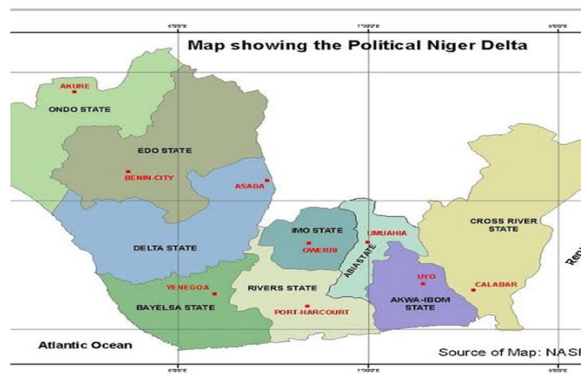 Map showing the Political Niger Delta
AKURE
ONDO STATE
EDO STATE
BENIN-CITY
ASABA
DELTA STATE
IMO STATE
OWERRI
UMUAHIA
ABIA STATE
CROSS RIVER
STATE
YENEGOA
BAYELSA STATE
RIVERS STATE
PORT-HARCOURT
UYO
AKWA-IBOM
STATE
CALABAR
Atlantic Ocean
Source of Map: NASR